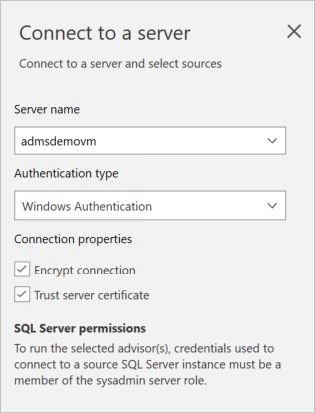 Connect to a server
Connect to a server and select sources
Server name
admsdemovm
Authentication type
Windows Authentication
Connection properties
Encrypt connection
Trust server certificate
SQL Server permissions
To run the selected advisor(s), credentials used to
connect to a source SQL Server instance must be a
member of the sysadmin server role.